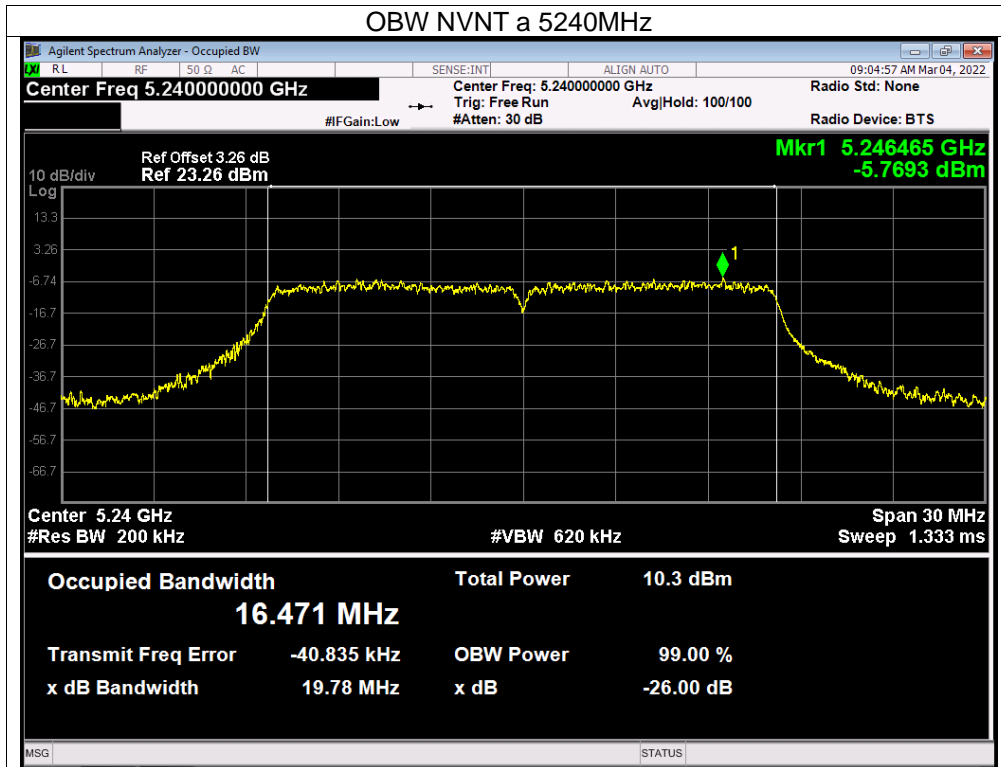 OBW NVNT a 5240MHz
Agilent Spectrum Analyzer - Occupied BW
LXI RL RF 50 Ω AC SENSE:INT ALIGN AUTO 09:04:57 AM Mar 04, 2022
Center Freq 5.240000000 GHz Center Freq: 5.240000000 GHz Radio Std: None
Trig: Free Run Avg|Hold: 100/100
#IFGain:Low #Atten: 30 dB Radio Device: BTS
Ref Offset 3.26 dB Mkr1 5.246465 GHz
10 dB/div Ref 23.26 dBm -5.7693 dBm
Log
13.3
3.26
1
-6.74
-16.7
-26.7
-36.7
-46.7
-56.7
-66.7
Center 5.24 GHz Span 30 MHz
#Res BW 200 kHz #VBW 620 kHz Sweep 1.333 ms
Occupied Bandwidth Total Power 10.3 dBm
16.471 MHz
Transmit Freq Error -40.835 kHz OBW Power 99.00 %
x dB Bandwidth 19.78 MHz x dB -26.00 dB
MSG STATUS